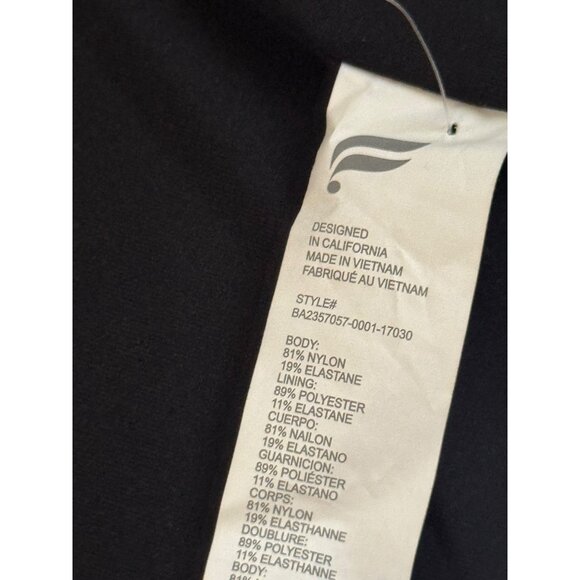 DESIGNED
IN CALIFORNIA
MADE IN VIETNAM
FABRIQUÉ AU VIETNAM
STYLE#
BA2357057-0001-17030
BODY:
81% NYLON
19% ELASTANE
LINING:
89% POLYESTER
11% ELASTANE
CUERPO:
81% NAILON
19% ELASTANO
GUARNICION:
89% POLIÉSTER
11% ELASTANO
CORPS:
81% NYLON
19% ELASTHANNE
DOUBLURE:
89% POLYESTER
11% ELASTHANNE
BODY:
81% N